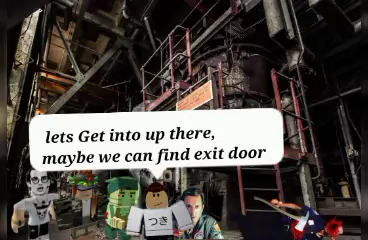 lets Get into up there,
maybe we can find exit door
つき